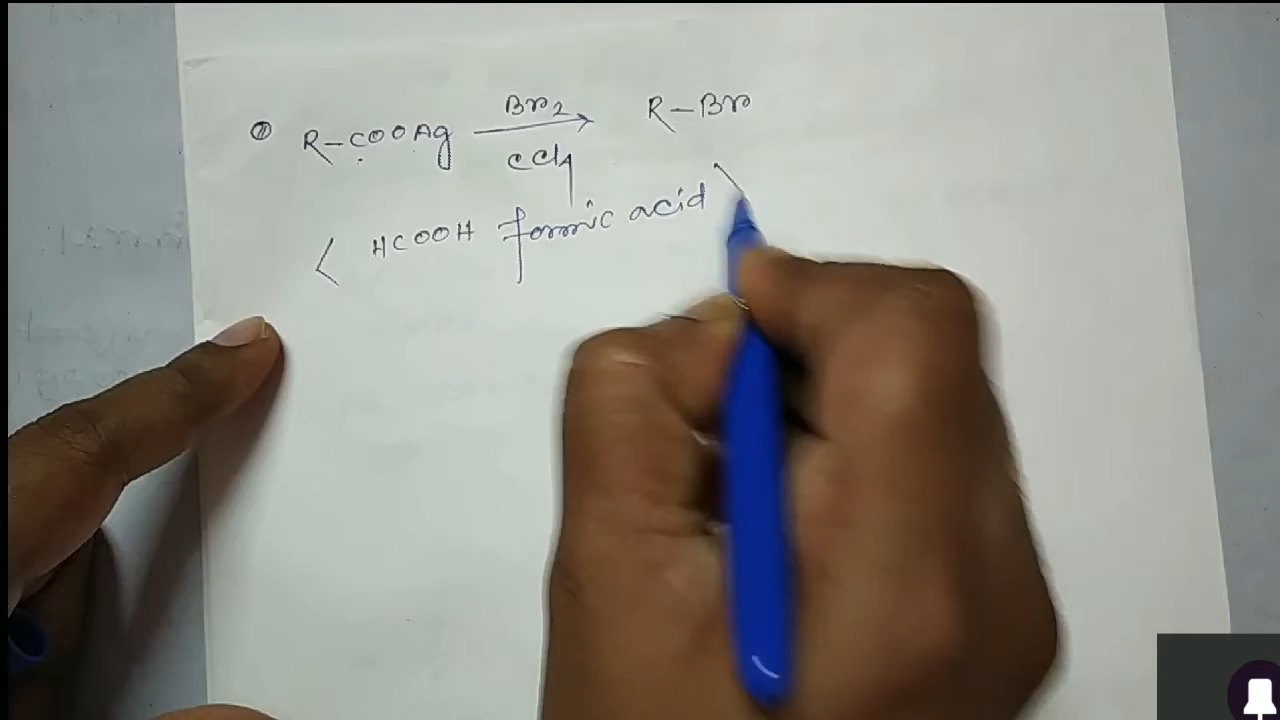 ① R-COOAg Br2 CCl4 → R-Br
< HCOOH formic acid